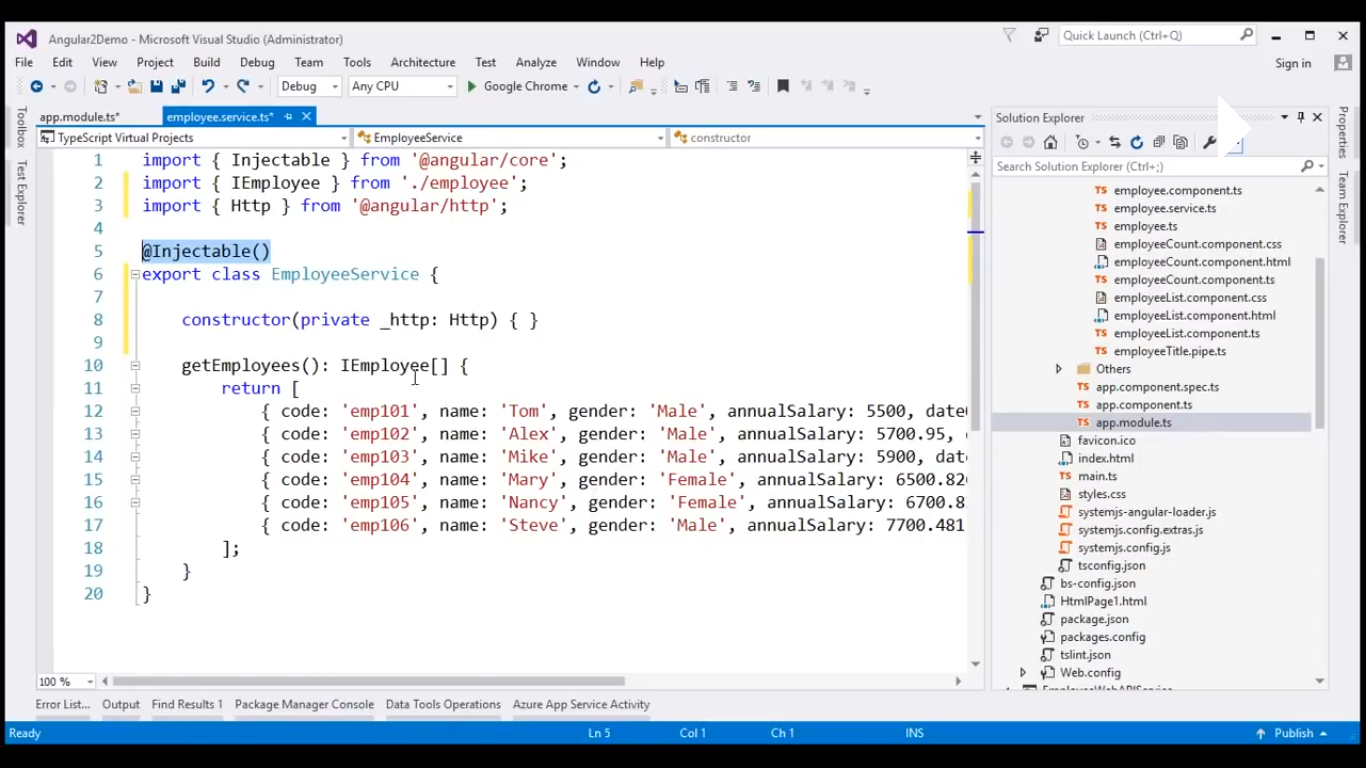 Angular2Demo - Microsoft Visual Studio (Administrator)
Quick Launch (Ctrl+Q)
File Edit View Project Build Debug Team Tools Architecture Test Analyze Window Help
Sign in
Debug Any CPU Google Chrome
Toolbox
Test Explorer
app.module.ts* employee.service.ts*
TypeScript Virtual Projects EmployeeService constructor
1 import { Injectable } from '@angular/core';
2 import { IEmployee } from './employee';
3 import { Http } from '@angular/http';
4
5 @Injectable()
6 export class EmployeeService {
7
8 constructor(private _http: Http) { }
9
10 getEmployees(): IEmployee[] {
11 return [
12 { code: 'emp101', name: 'Tom', gender: 'Male', annualSalary: 5500,
13 { code: 'emp102', name: 'Alex', gender: 'Male', annualSalary: 5700.95,
14 { code: 'emp103', name: 'Mike', gender: 'Male', annualSalary: 5900, dat
15 { code: 'emp104', name: 'Mary', gender: 'Female', annualSalary: 6500.82
16 { code: 'emp105', name: 'Nancy', gender: 'Female', annualSalary: 6700.8
17 { code: 'emp106', name: 'Steve', gender: 'Male', annualSalary: 7700.481
18 ];
19 }
20 }
100 %
Solution Explorer
Search Solution Explorer (Ctrl+;)
employee.component.ts
employee.service.ts
employee.ts
employeeCount.component.css
employeeCount.component.html
employeeCount.component.ts
employeeList.component.css
employeeList.component.html
employeeList.component.ts
employeeTitle.pipe.ts
Others
app.component.spec.ts
app.component.ts
app.module.ts
favicon.ico
index.html
main.ts
styles.css
systemjs-angular-loader.js
systemjs.config.extras.js
systemjs.config.js
tsconfig.json
bs-config.json
HtmlPage1.html
package.json
packages.config
tslint.json
Web.config
Properties
Team Explorer
Error List... Output Find Results 1 Package Manager Console Data Tools Operations Azure App Service Activity
Ready Ln 5 Col 1 Ch 1 INS Publish